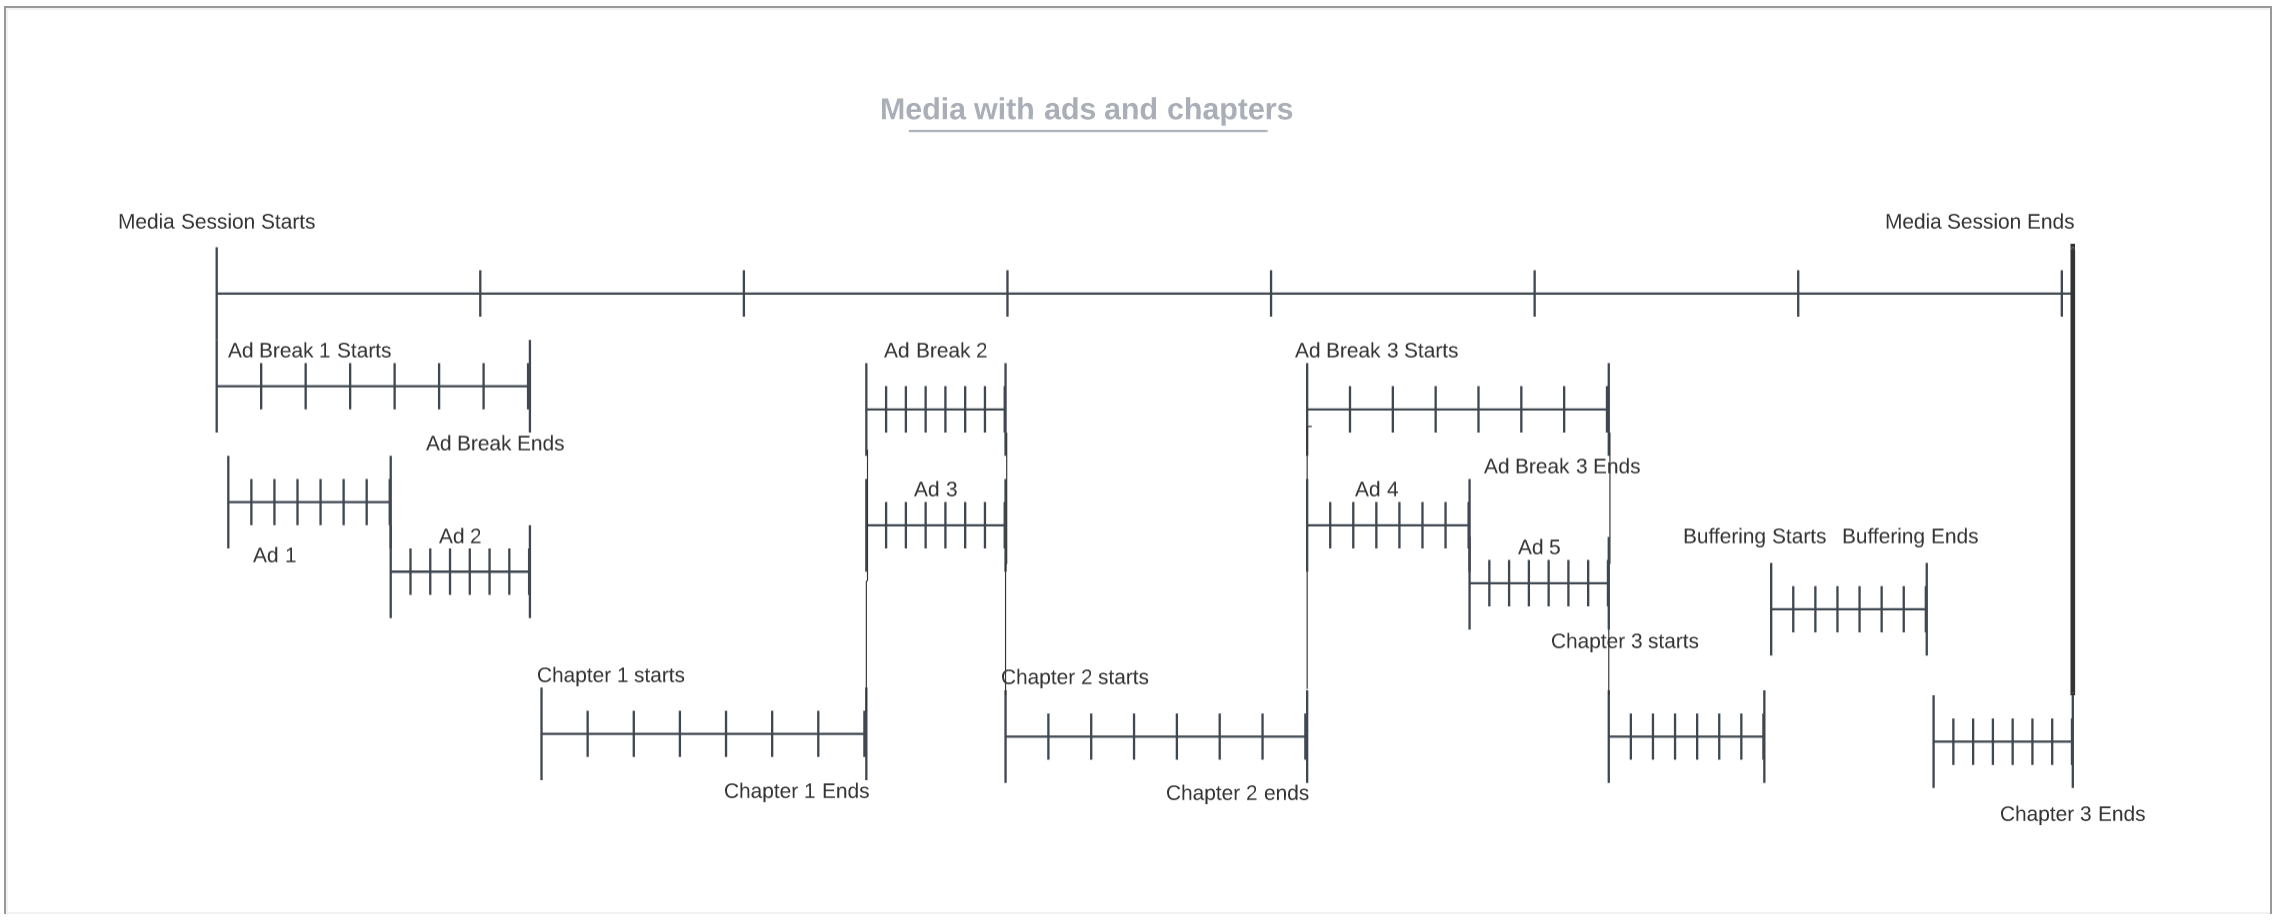 Media with ads and chapters
Media Session Starts
Media Session Ends
Ad Break 1 Starts
Ad Break 2
Ad Break 3 Starts
Ad Break Ends
Ad Break 3 Ends
Ad 3
Ad 4
Ad 1
Ad 2
Ad 5
Buffering Starts
Buffering Ends
Chapter 3 starts
Chapter 1 starts
Chapter 2 starts
Chapter 1 Ends
Chapter 2 ends
Chapter 3 Ends